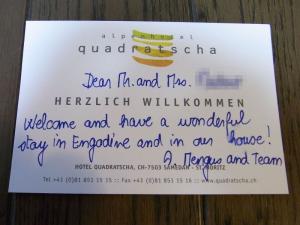 alpenhotel
quadratscha
Dear Mr. and Mrs.
HERZLICH WILLKOMMEN
Welcome and have a wonderful
stay in Engadine and in our house!
A. Mengus and Team
HOTEL QUADRATSCHA, CH-7503 SAMEDAN - ST. MORITZ
Tel +41 (0)81 851 15 15 :: Fax +41 (0)81 851 15 16 :: www.quadratscha.ch